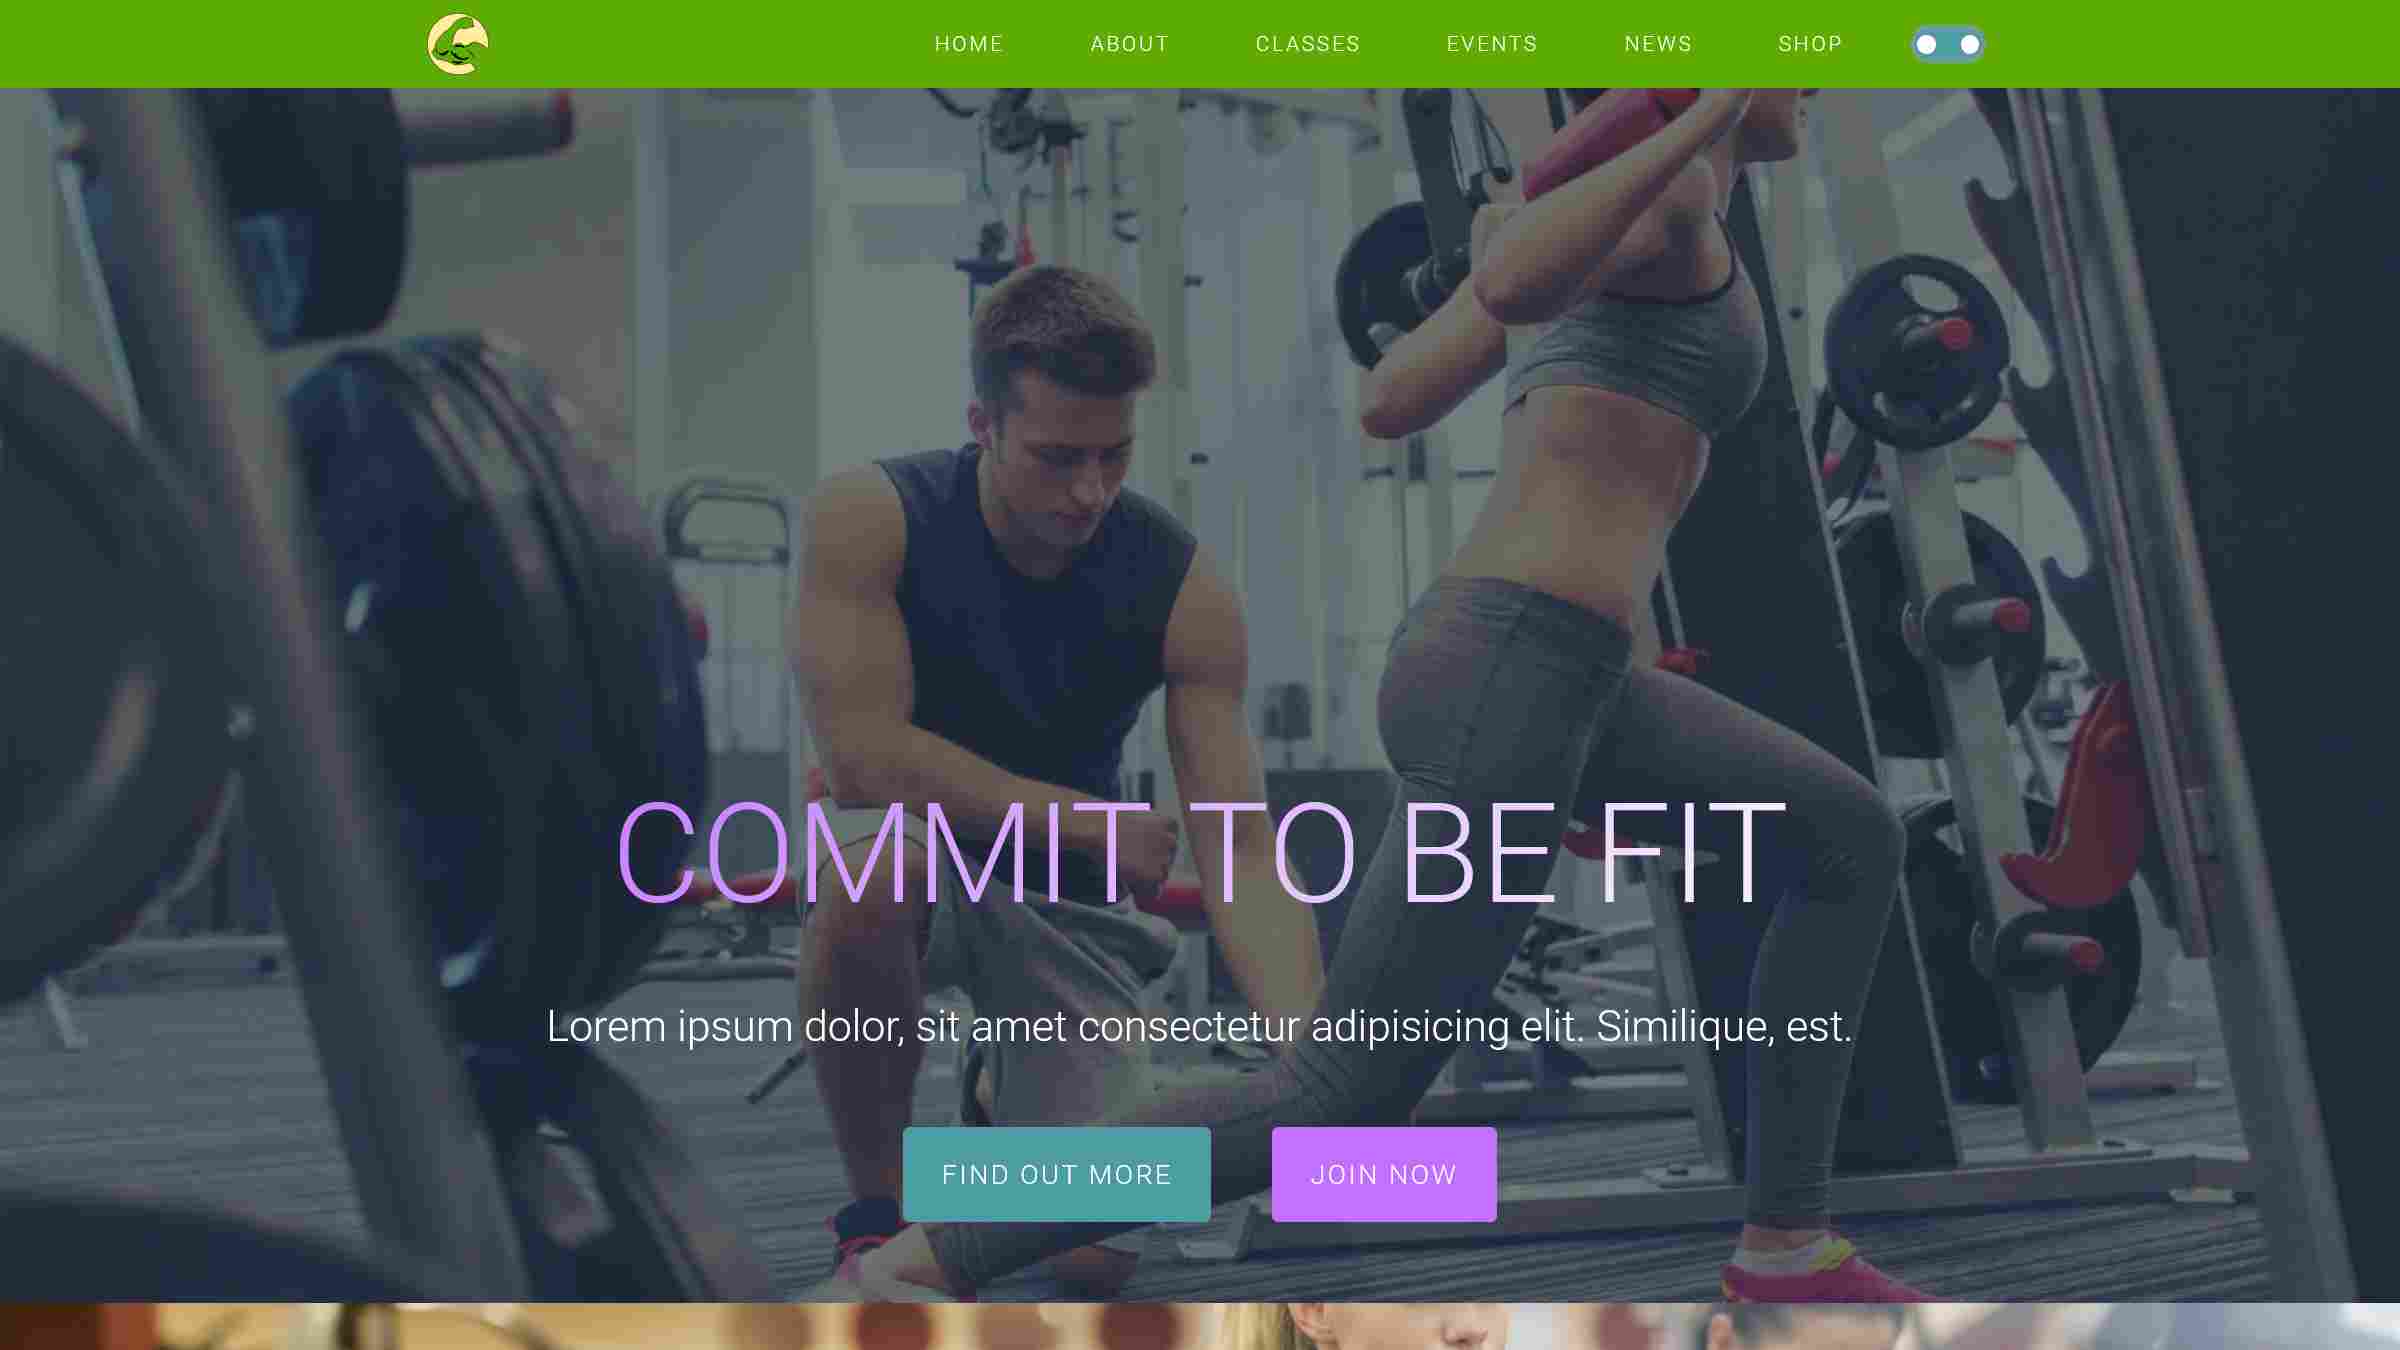 HOME ABOUT CLASSES EVENTS NEWS SHOP
COMMIT TO BE FIT
Lorem ipsum dolor, sit amet consectetur adipisicing elit. Similique, est.
FIND OUT MORE JOIN NOW